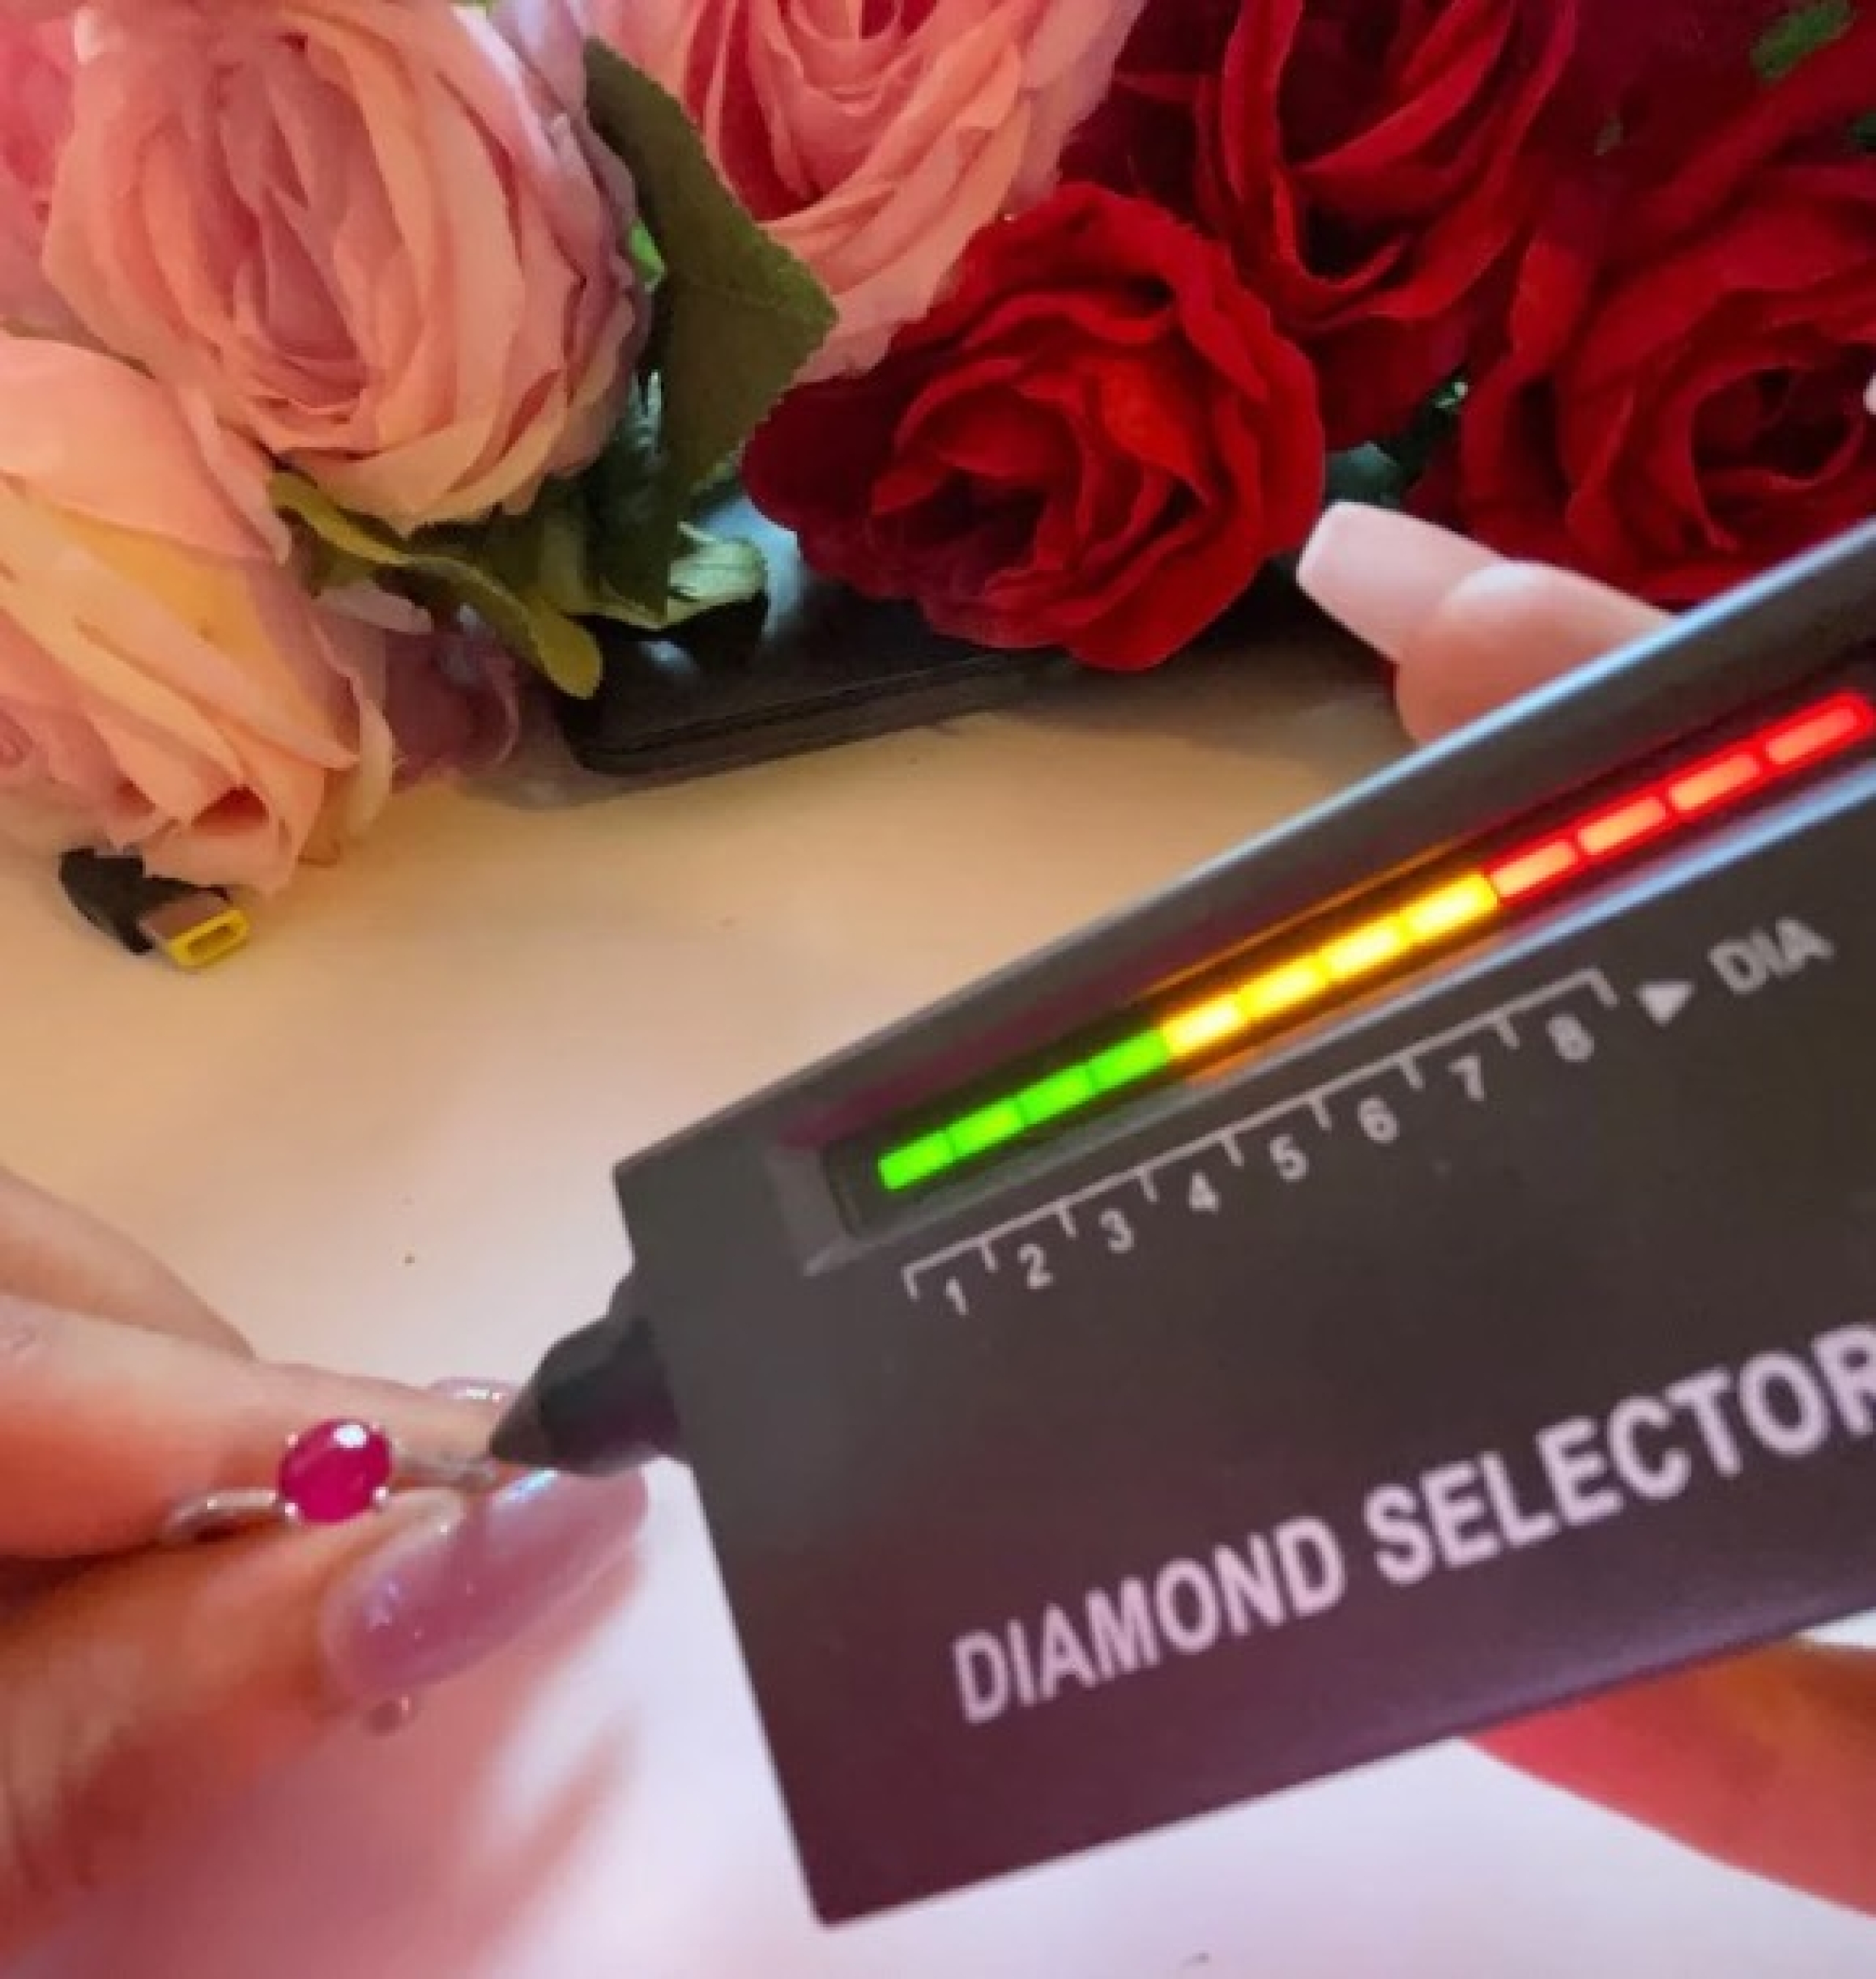 1 2 3 4 5 6 7 8 ▶ DIA
DIAMOND SELECTOR